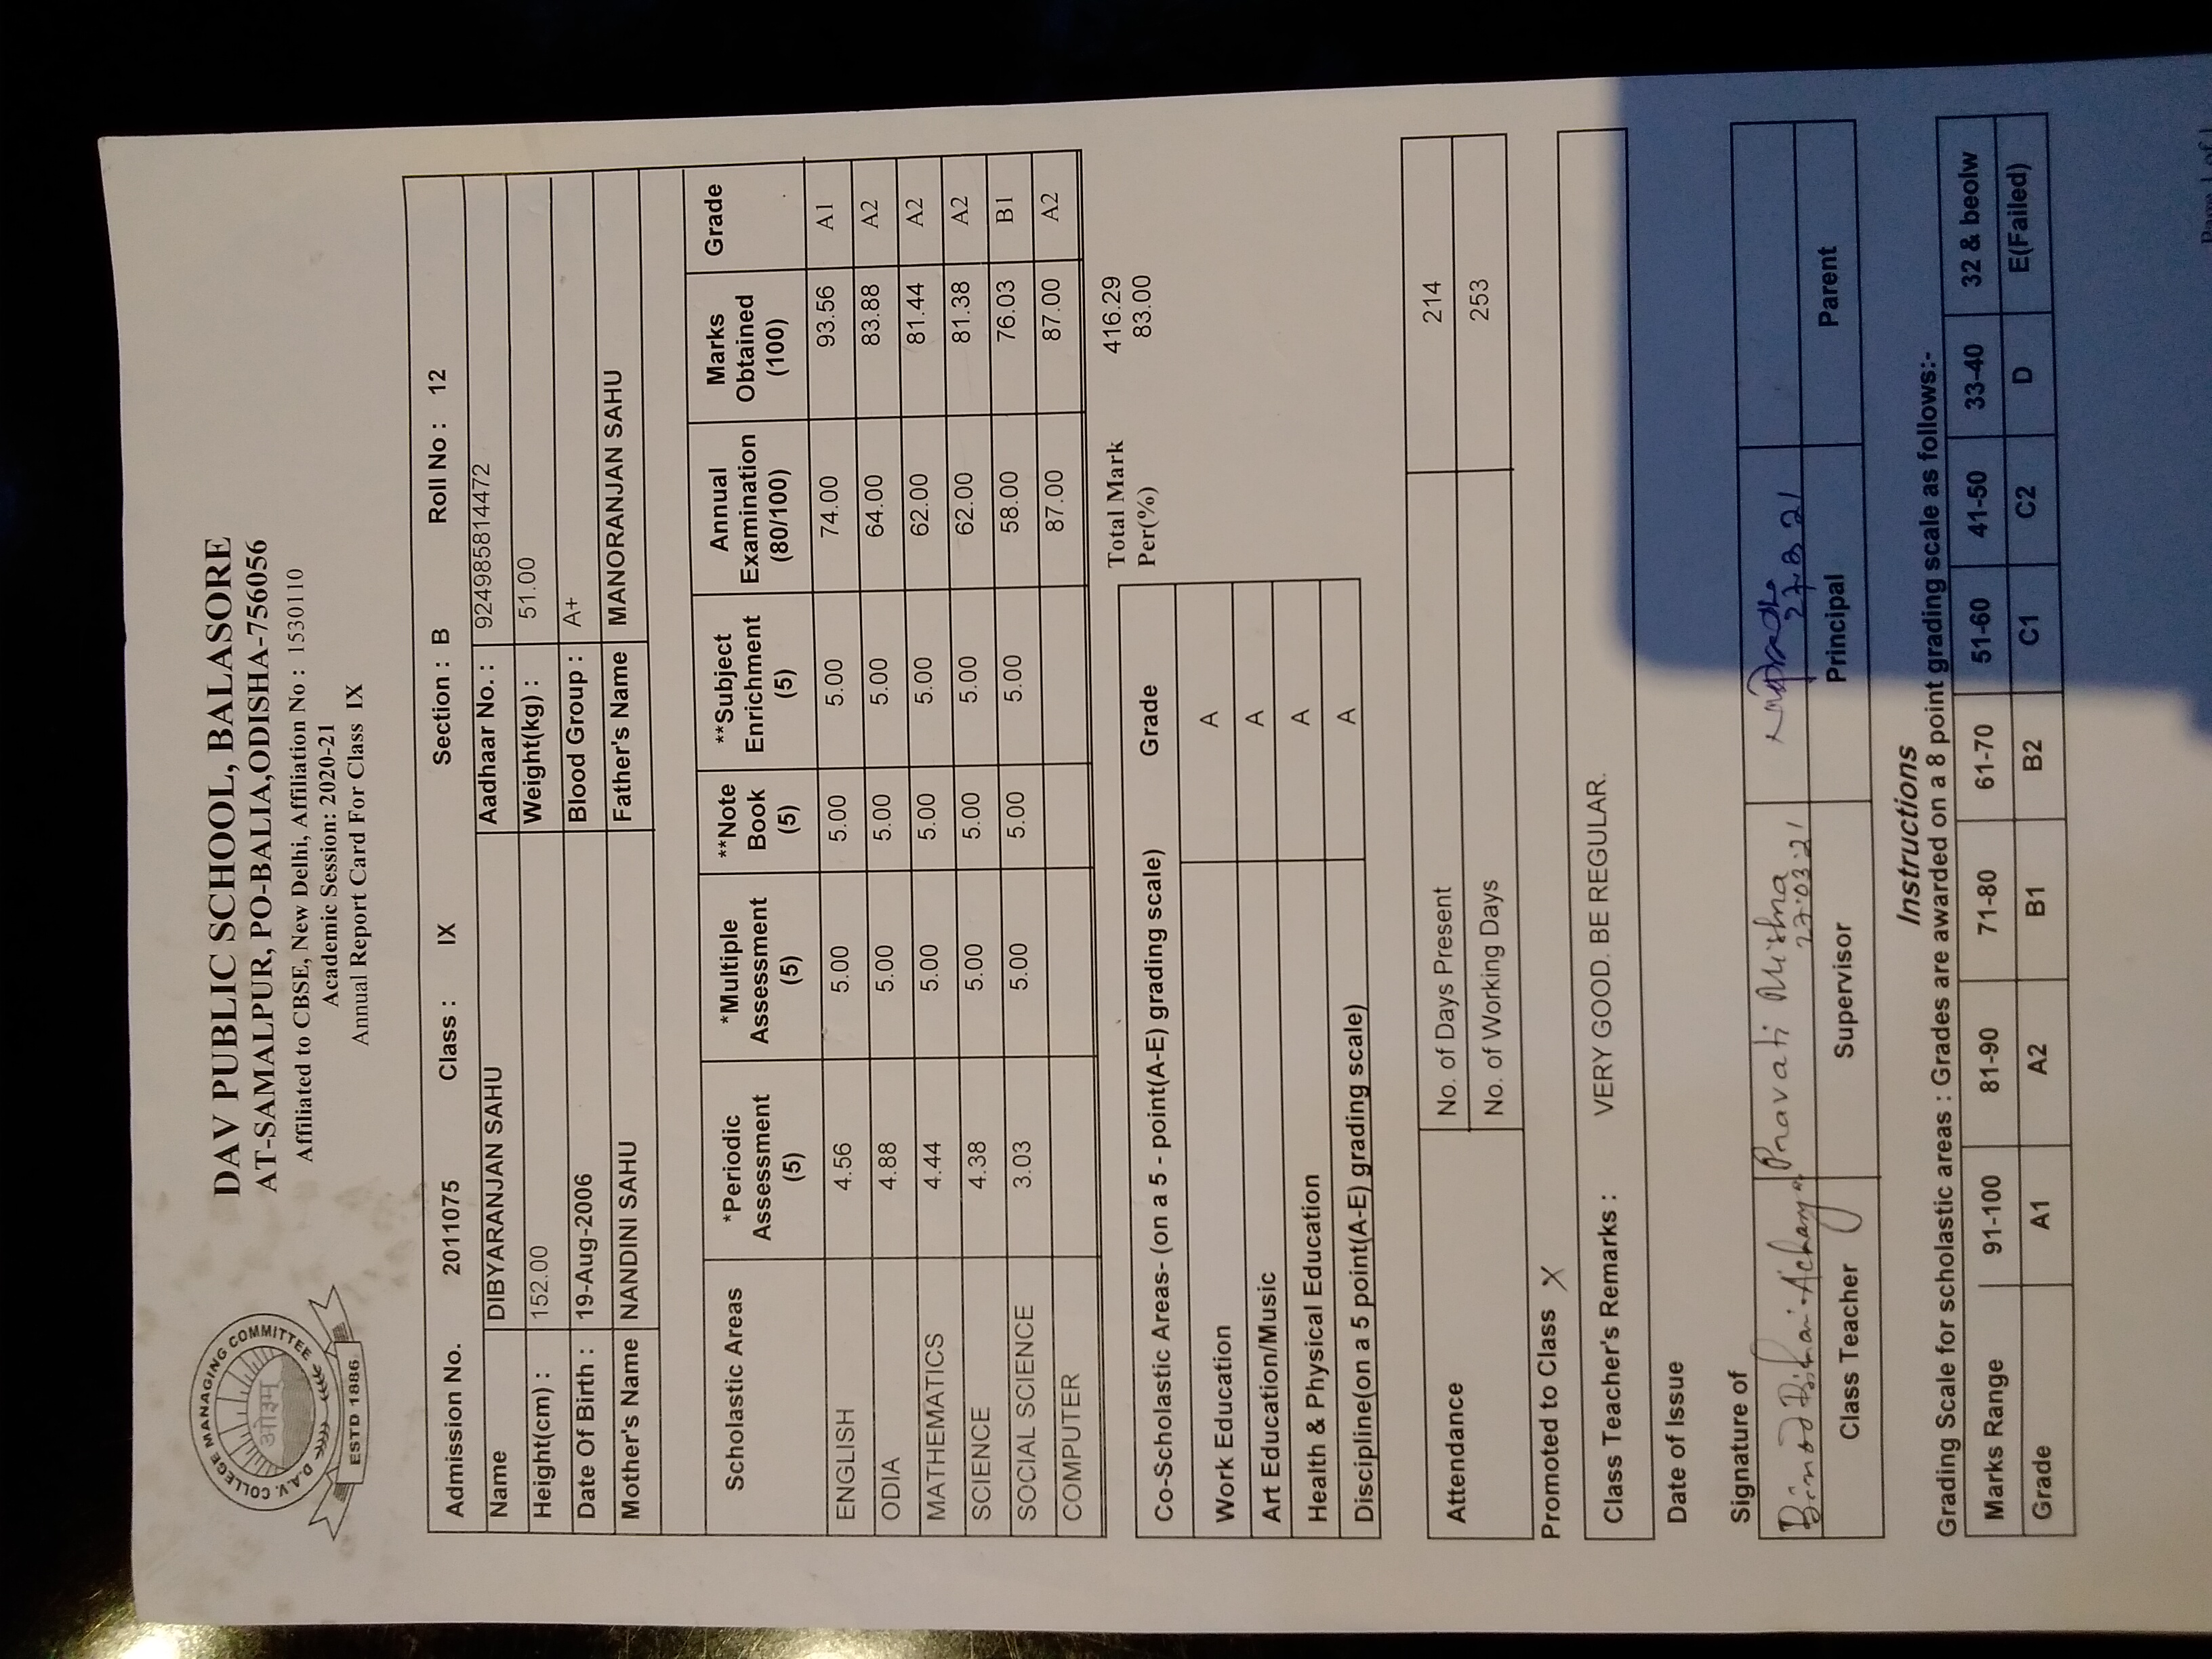 DAV PUBLIC SCHOOL, BALASORE
AT-SAMALPUR, PO-BALIA,ODISHA-756056
Affiliated to CBSE, New Delhi, Affiliation No : 1530110
Academic Session: 2020-21
Annual Report Card For Class IX
D.A.V. COLLEGE MANAGING COMMITTEE
ओ३म्
ESTD 1886
Admission No. 2011075 Class : IX Section : B Roll No : 12
Name DIBYARANJAN SAHU Aadhaar No. : 924985814472
Height(cm) : 152.00 Weight(kg) : 51.00
Date Of Birth : 19-Aug-2006 Blood Group : A+
Mother's Name NANDINI SAHU Father's Name MANORANJAN SAHU
Scholastic Areas *Periodic Assessment (5) *Multiple Assessment (5) **Note Book (5) **Subject Enrichment (5) Annual Examination (80/100) Marks Obtained (100) Grade
ENGLISH 4.56 5.00 5.00 5.00 74.00 93.56 A1
ODIA 4.88 5.00 5.00 5.00 64.00 83.88 A2
MATHEMATICS 4.44 5.00 5.00 5.00 62.00 81.44 A2
SCIENCE 4.38 5.00 5.00 5.00 62.00 81.38 A2
SOCIAL SCIENCE 3.03 5.00 5.00 5.00 58.00 76.03 B1
COMPUTER 87.00 87.00 A2
Total Mark 416.29
Per(%) 83.00
Co-Scholastic Areas- (on a 5 - point(A-E) grading scale) Grade
Work Education A
Art Education/Music A
Health & Physical Education A
Discipline(on a 5 point(A-E) grading scale) A
Attendance No. of Days Present 214
No. of Working Days 253
Promoted to Class X
Class Teacher's Remarks : VERY GOOD. BE REGULAR.
Date of Issue
Signature of
Binod Bihari Acharya Pravati Mishra
27.03.21 27.3.21
Class Teacher Supervisor Principal Parent
Instructions
Grading Scale for scholastic areas : Grades are awarded on a 8 point grading scale as follows:-
Marks Range 91-100 81-90 71-80 61-70 51-60 41-50 33-40 32 & beolw
Grade A1 A2 B1 B2 C1 C2 D E(Failed)